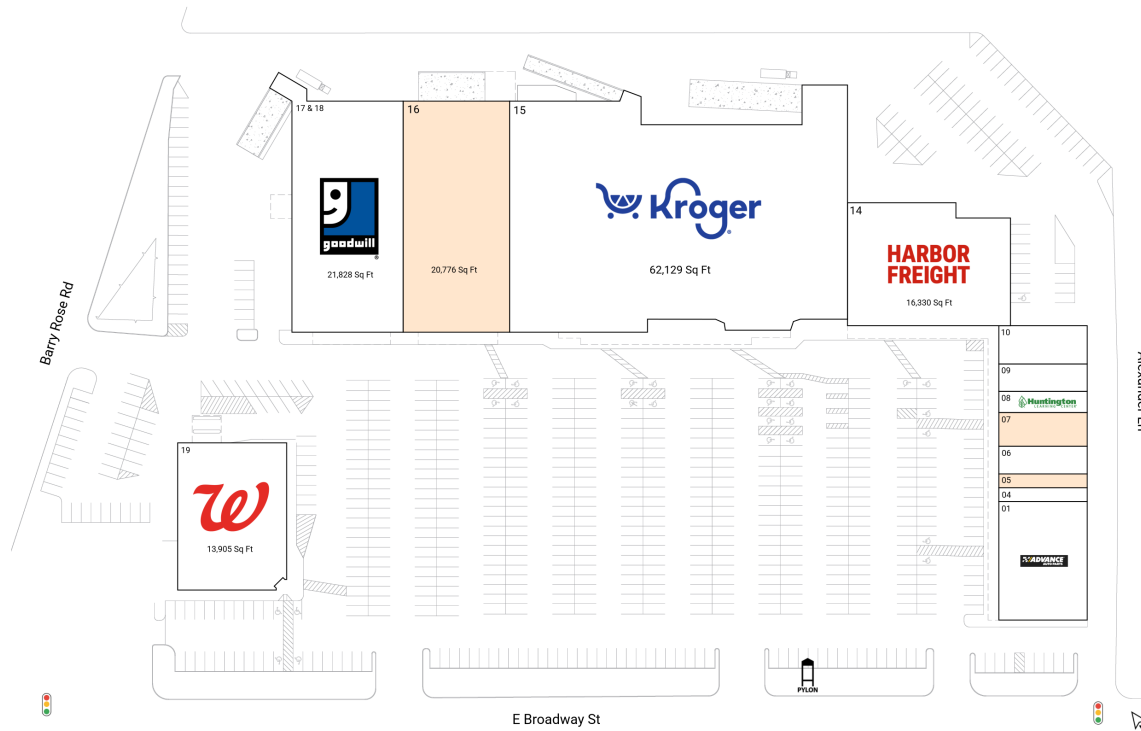 17 & 18
goodwill
®
21,828 Sq Ft
16
20,776 Sq Ft
15
Kroger
®
62,129 Sq Ft
14
HARBOR
FREIGHT
16,330 Sq Ft
Barry Rose Rd
10
09
08
Huntington
LEARNING CENTER
07
06
05
04
01
ADVANCE
AUTO PARTS
19
W
13,905 Sq Ft
PYLON
E Broadway St